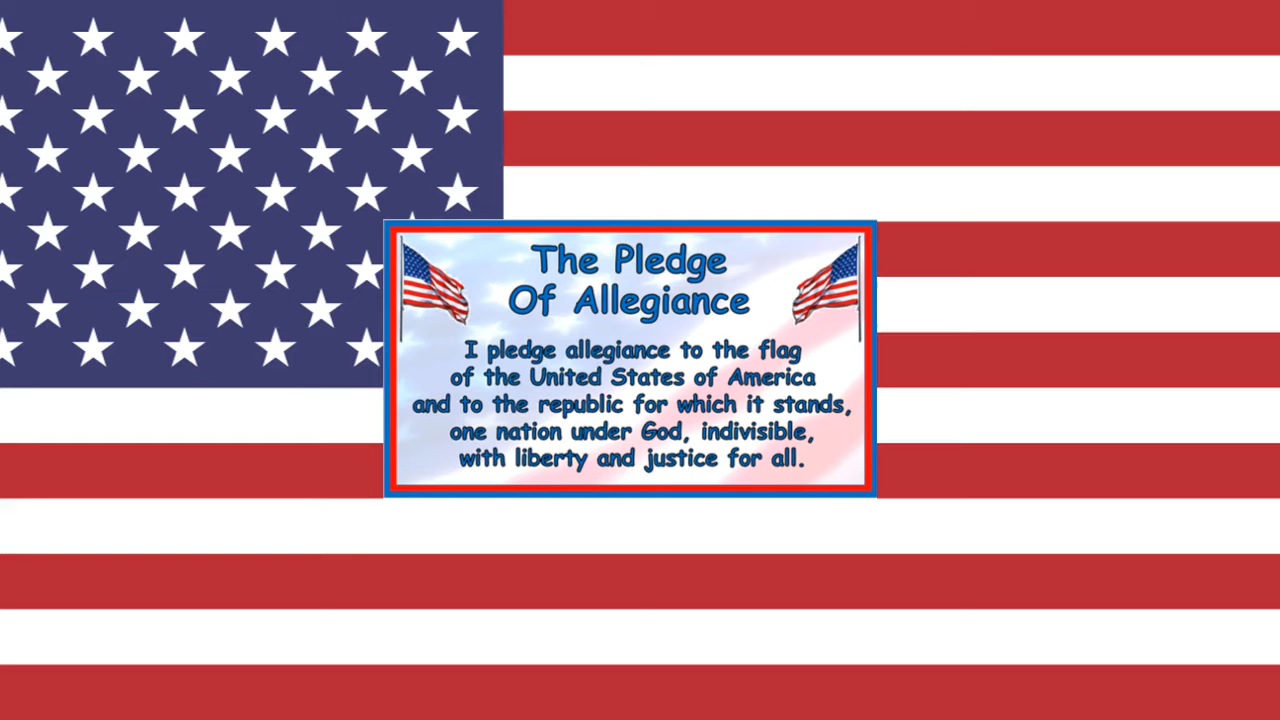 The Pledge
Of Allegiance
I pledge allegiance to the flag
of the United States of America
and to the republic for which it stands,
one nation under God, indivisible,
with liberty and justice for all.